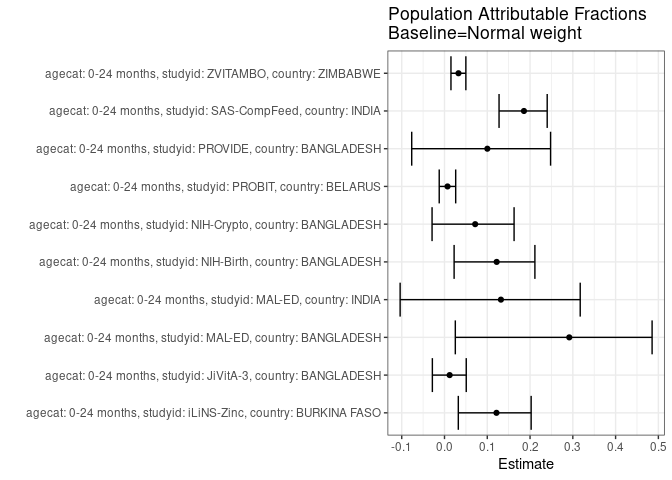 Population Attributable Fractions
Baseline=Normal weight
agecat: 0-24 months, studyid: ZVITAMBO, country: ZIMBABWE
agecat: 0-24 months, studyid: SAS-CompFeed, country: INDIA
agecat: 0-24 months, studyid: PROVIDE, country: BANGLADESH
agecat: 0-24 months, studyid: PROBIT, country: BELARUS
agecat: 0-24 months, studyid: NIH-Crypto, country: BANGLADESH
agecat: 0-24 months, studyid: NIH-Birth, country: BANGLADESH
agecat: 0-24 months, studyid: MAL-ED, country: INDIA
agecat: 0-24 months, studyid: MAL-ED, country: BANGLADESH
agecat: 0-24 months, studyid: JiVitA-3, country: BANGLADESH
agecat: 0-24 months, studyid: iLiNS-Zinc, country: BURKINA FASO
-0.1 0.0 0.1 0.2 0.3 0.4 0.5
Estimate